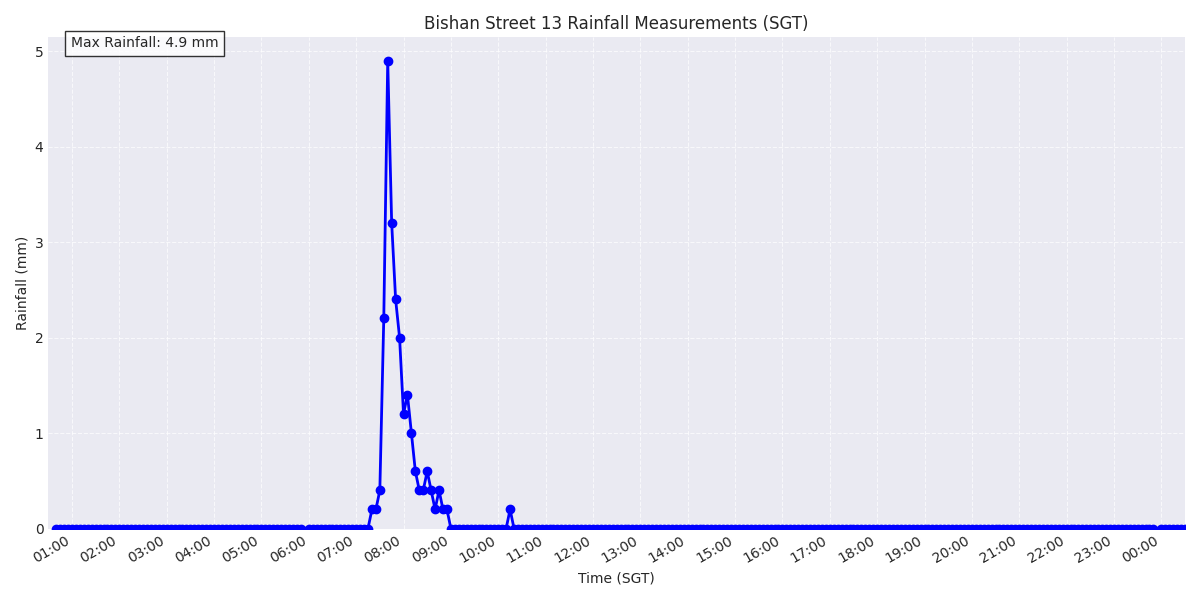 Bishan Street 13 Rainfall Measurements (SGT)
Max Rainfall: 4.9 mm
5
4
3
2
1
0
Rainfall (mm)
01:00 02:00 03:00 04:00 05:00 06:00 07:00 08:00 09:00 10:00 11:00 12:00 13:00 14:00 15:00 16:00 17:00 18:00 19:00 20:00 21:00 22:00 23:00 00:00
Time (SGT)